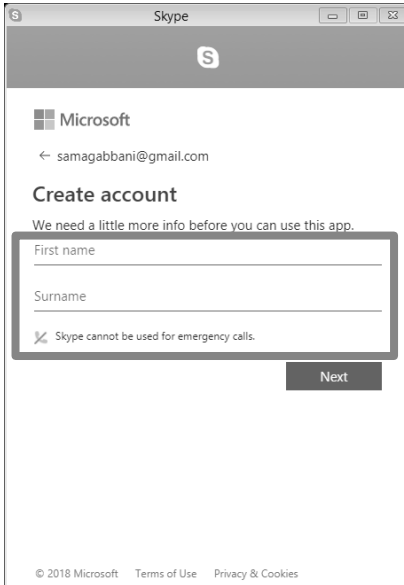 Skype
Microsoft
← samagabbani@gmail.com
Create account
We need a little more info before you can use this app.
First name
Surname
Skype cannot be used for emergency calls.
Next
© 2018 Microsoft Terms of Use Privacy & Cookies